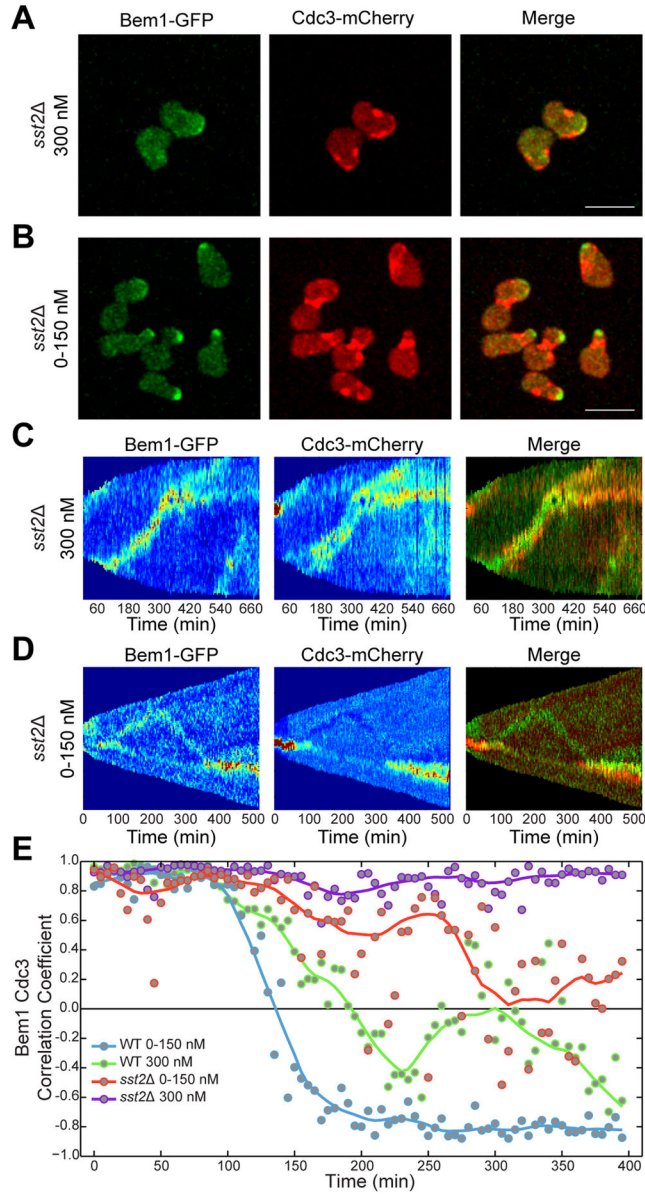 A
Bem1-GFP Cdc3-mCherry Merge
sst2Δ
300 nM
B
sst2Δ
0-150 nM
C
Bem1-GFP Cdc3-mCherry Merge
sst2Δ
300 nM
60 180 300 420 540 660 60 180 300 420 540 660 60 180 300 420 540 660
Time (min) Time (min) Time (min)
D
Bem1-GFP Cdc3-mCherry Merge
sst2Δ
0-150 nM
0 100 200 300 400 500 0 100 200 300 400 500 0 100 200 300 400 500
Time (min) Time (min) Time (min)
E
Bem1 Cdc3
Correlation Coefficient
1.0
0.8
0.6
0.4
0.2
0.0
−0.2
−0.4
−0.6
−0.8
−1.0
WT 0-150 nM
WT 300 nM
sst2Δ 0-150 nM
sst2Δ 300 nM
0 50 100 150 200 250 300 350 400
Time (min)